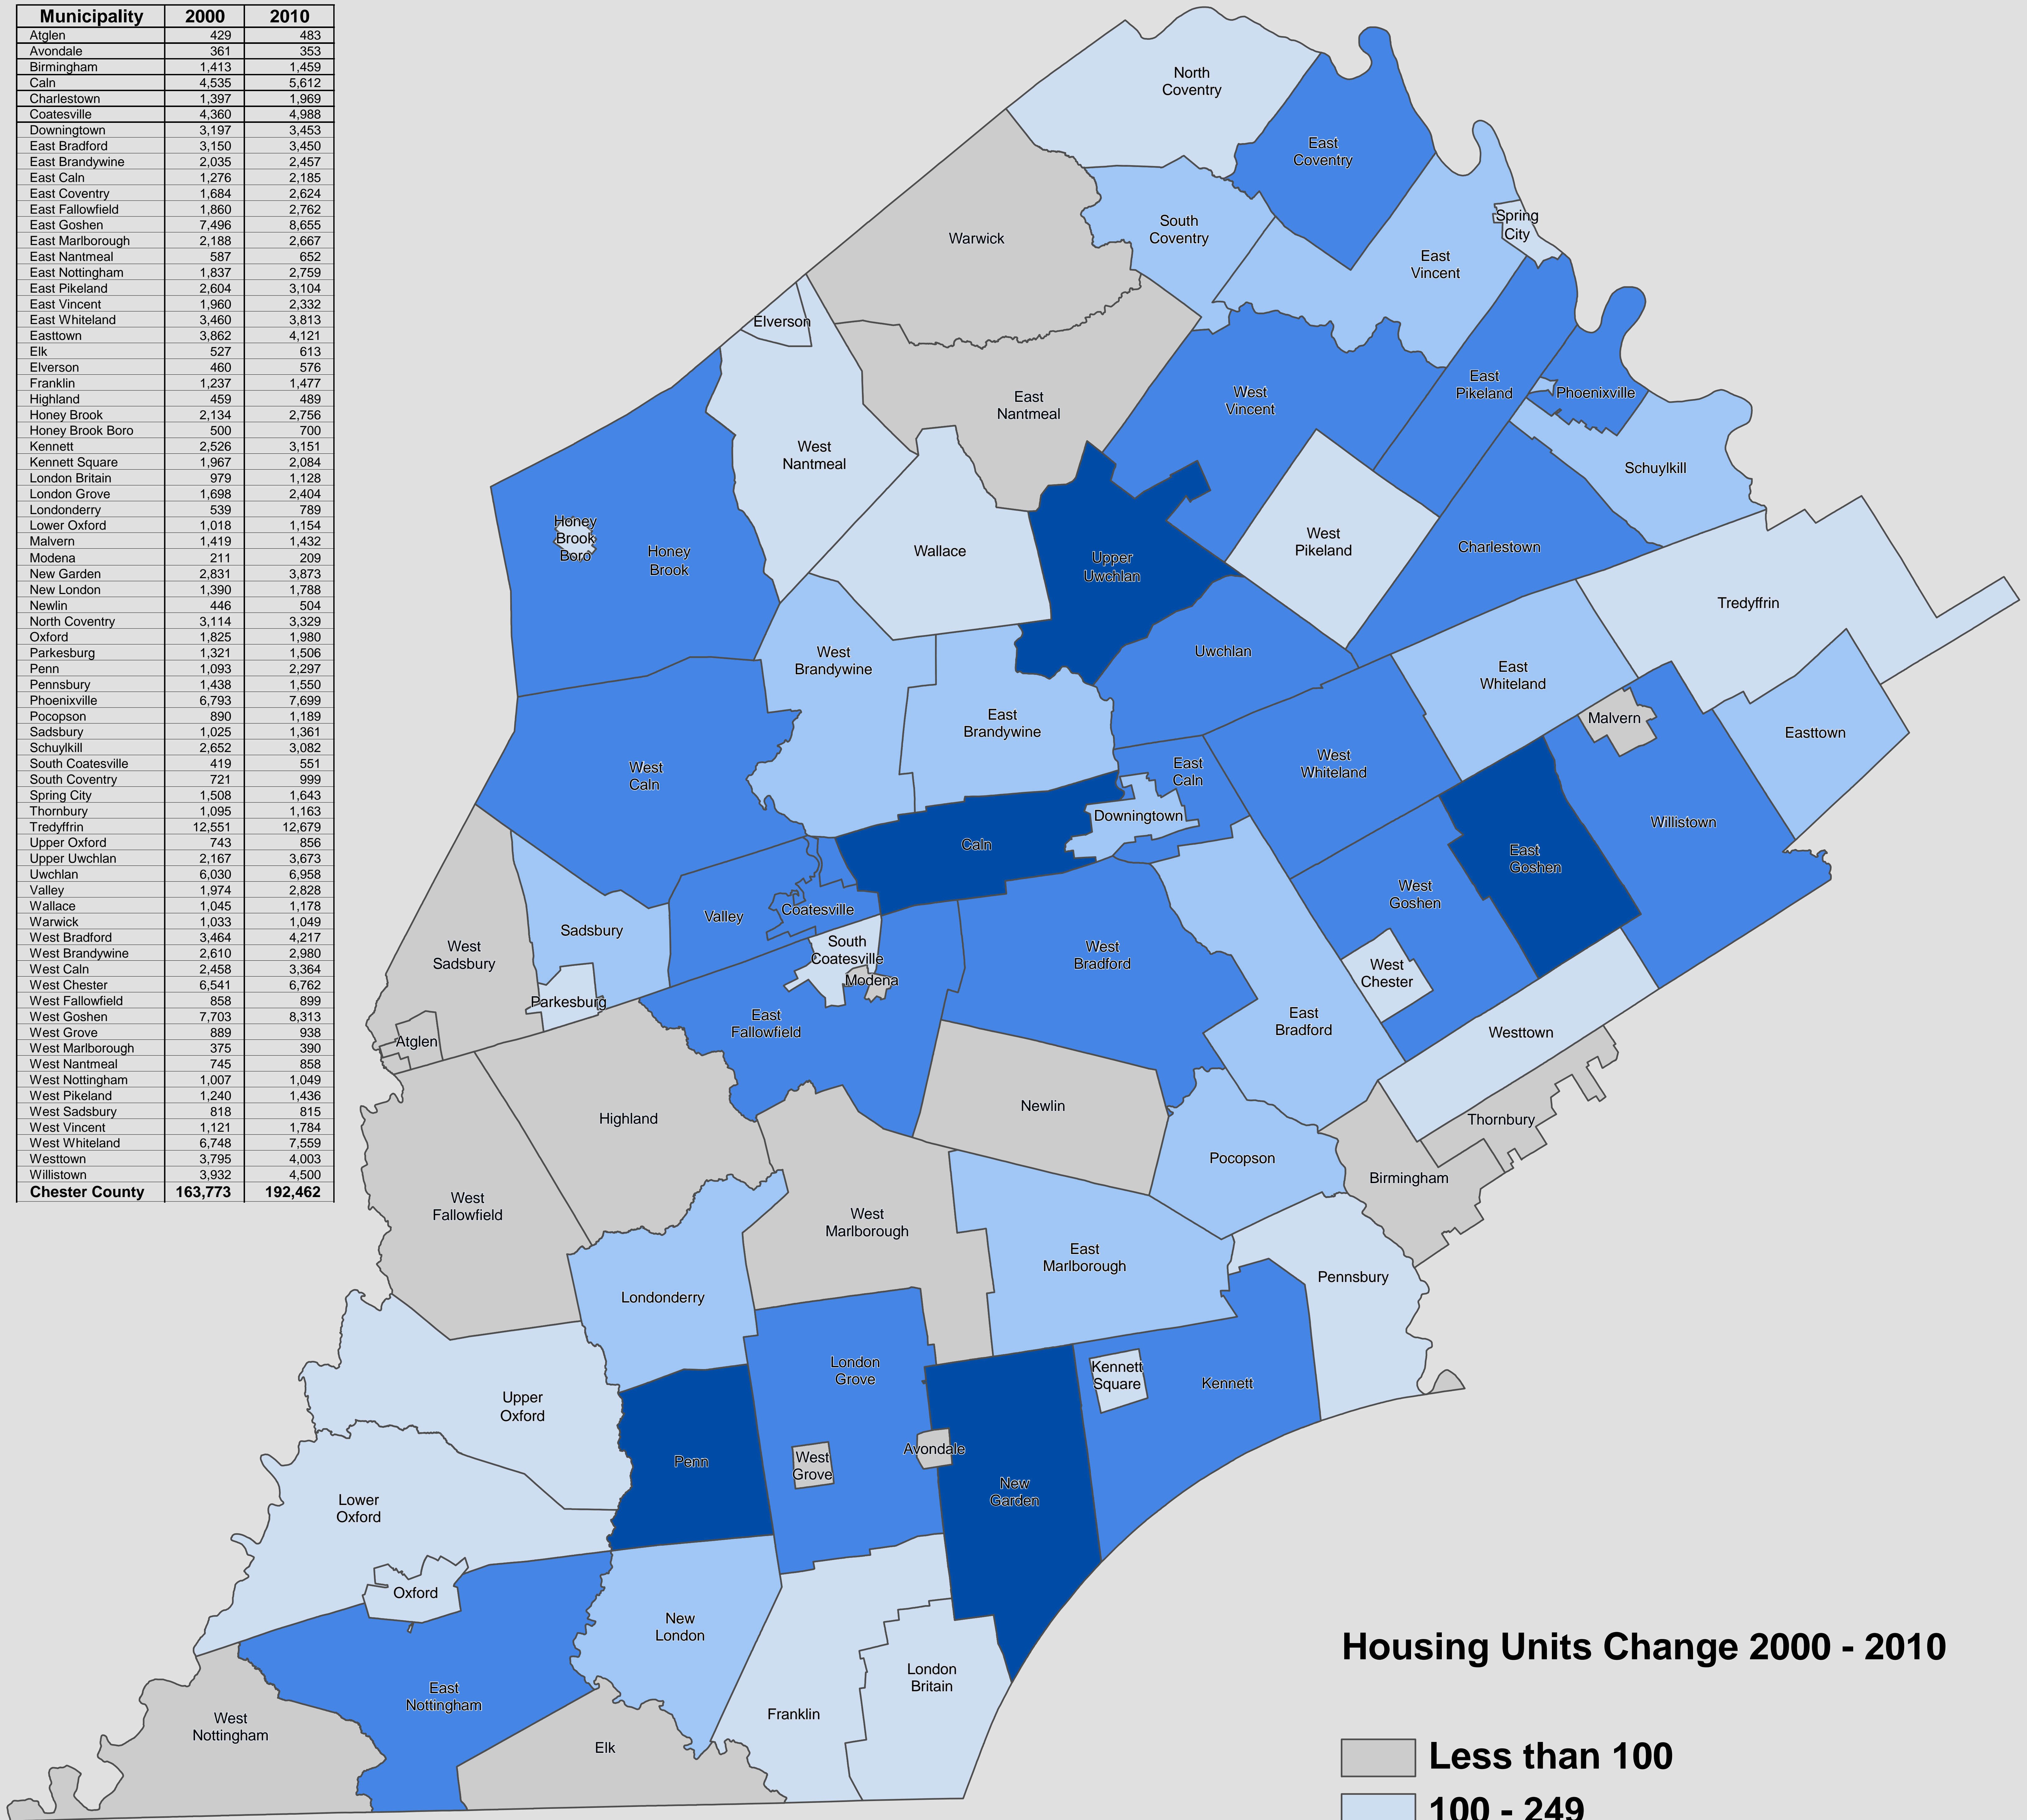 Municipality 2000 2010
Atglen 429 483
Avondale 361 353
Birmingham 1,413 1,459
Caln 4,535 5,612
Charlestown 1,397 1,969
Coatesville 4,360 4,988
Downingtown 3,197 3,453
East Bradford 3,150 3,450
East Brandywine 2,035 2,457
East Caln 1,276 2,185
East Coventry 1,684 2,624
East Fallowfield 1,860 2,762
East Goshen 7,496 8,655
East Marlborough 2,188 2,667
East Nantmeal 587 652
East Nottingham 1,837 2,759
East Pikeland 2,604 3,104
East Vincent 1,960 2,332
East Whiteland 3,460 3,813
Easttown 3,862 4,121
Elk 527 613
Elverson 460 576
Franklin 1,237 1,477
Highland 459 489
Honey Brook 2,134 2,756
Honey Brook Boro 500 700
Kennett 2,526 3,151
Kennett Square 1,967 2,084
London Britain 979 1,128
London Grove 1,698 2,404
Londonderry 539 789
Lower Oxford 1,018 1,154
Malvern 1,419 1,432
Modena 211 209
New Garden 2,831 3,873
New London 1,390 1,788
Newlin 446 504
North Coventry 3,114 3,329
Oxford 1,825 1,980
Parkesburg 1,321 1,506
Penn 1,093 2,297
Pennsbury 1,438 1,550
Phoenixville 6,793 7,699
Pocopson 890 1,189
Sadsbury 1,025 1,361
Schuylkill 2,652 3,082
South Coatesville 419 551
South Coventry 721 999
Spring City 1,508 1,643
Thornbury 1,095 1,163
Tredyffrin 12,551 12,679
Upper Oxford 743 856
Upper Uwchlan 2,167 3,673
Uwchlan 6,030 6,958
Valley 1,974 2,828
Wallace 1,045 1,178
Warwick 1,033 1,049
West Bradford 3,464 4,217
West Brandywine 2,610 2,980
West Caln 2,458 3,364
West Chester 6,541 6,762
West Fallowfield 858 899
West Goshen 7,703 8,313
West Grove 889 938
West Marlborough 375 390
West Nantmeal 745 858
West Nottingham 1,007 1,049
West Pikeland 1,240 1,436
West Sadsbury 818 815
West Vincent 1,121 1,784
West Whiteland 6,748 7,559
Westtown 3,795 4,003
Willistown 3,932 4,500
Chester County 163,773 192,462
North
Coventry
East
Coventry
Warwick
South
Coventry
Spring
City
East
Vincent
Elverson
East
Nantmeal
West
Vincent
East
Pikeland
Phoenixville
West
Nantmeal
Schuylkill
Honey
Brook
Boro
Honey
Brook
Wallace
Upper
Uwchlan
West
Pikeland
Charlestown
Tredyffrin
West
Brandywine
Uwchlan
East
Whiteland
Malvern
Easttown
East
Brandywine
West
Caln
East
Caln
West
Whiteland
Downingtown
Willistown
Caln
East
Goshen
West
Goshen
Valley
Coatesville
Sadsbury
West
Sadsbury
South
Coatesville
West
Bradford
West
Chester
Modena
Parkesburg
East
Fallowfield
East
Bradford
Westtown
Atglen
Highland
Newlin
Thornbury
Pocopson
Birmingham
West
Fallowfield
West
Marlborough
East
Marlborough
Pennsbury
Londonderry
London
Grove
Kennett
Square
Kennett
Upper
Oxford
Penn
West
Grove
Avondale
New
Garden
Lower
Oxford
Oxford
New
London
London
Britain
East
Nottingham
Franklin
West
Nottingham
Elk
Housing Units Change 2000 - 2010
Less than 100
100 - 249